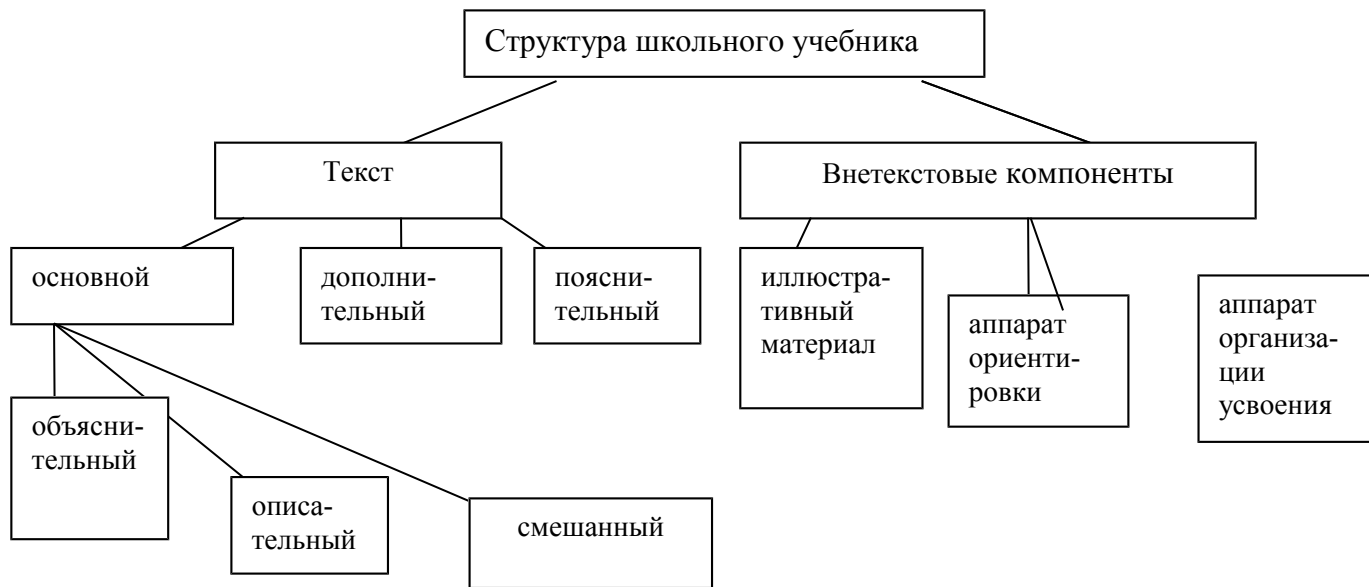 Структура школьного учебника
Текст
Внетекстовые компоненты
основной
дополни-
тельный
поясни-
тельный
иллюстра-
тивный
материал
аппарат
ориенти-
ровки
аппарат
организа-
ции
усвоения
объясни-
тельный
описа-
тельный
смешанный